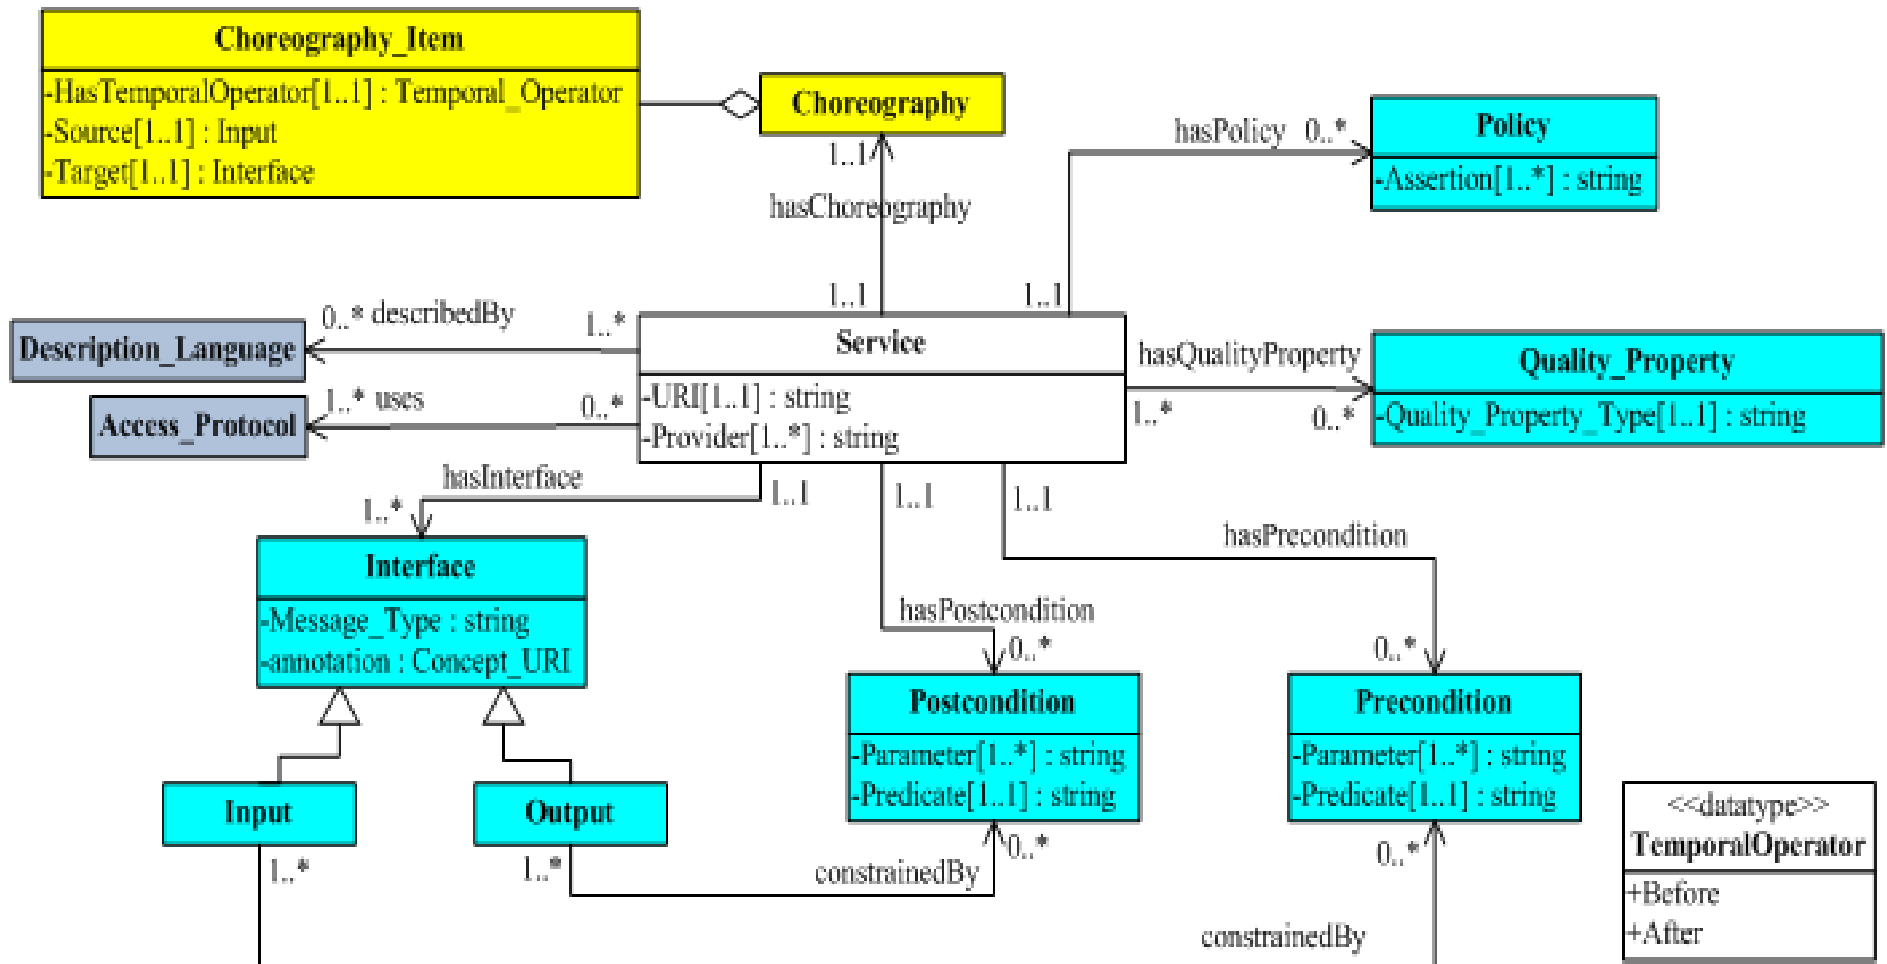 Choreography_Item
-HasTemporalOperator[1..1] : Temporal_Operator
-Source[1..1] : Input
-Target[1..1] : Interface
Choreography
1..1
hasChoreography
1..1
hasPolicy 0..*
Policy
-Assertion[1..*] : string
1..1
0..* describedBy 1..*
Description_Language
1..* uses 0..*
Access_Protocol
Service
-URI[1..1] : string
-Provider[1..*] : string
hasQualityProperty
1..* 0..*
Quality_Property
-Quality_Property_Type[1..1] : string
hasInterface 1..1
1..*
1..1
1..1
Interface
-Message_Type : string
-annotation : Concept_URI
hasPrecondition
hasPostcondition
0..*
0..*
Postcondition
-Parameter[1..*] : string
-Predicate[1..1] : string
Precondition
-Parameter[1..*] : string
-Predicate[1..1] : string
Input
Output
1..*
1..*
constrainedBy
0..*
0..*
constrainedBy
<<datatype>>
TemporalOperator
+Before
+After